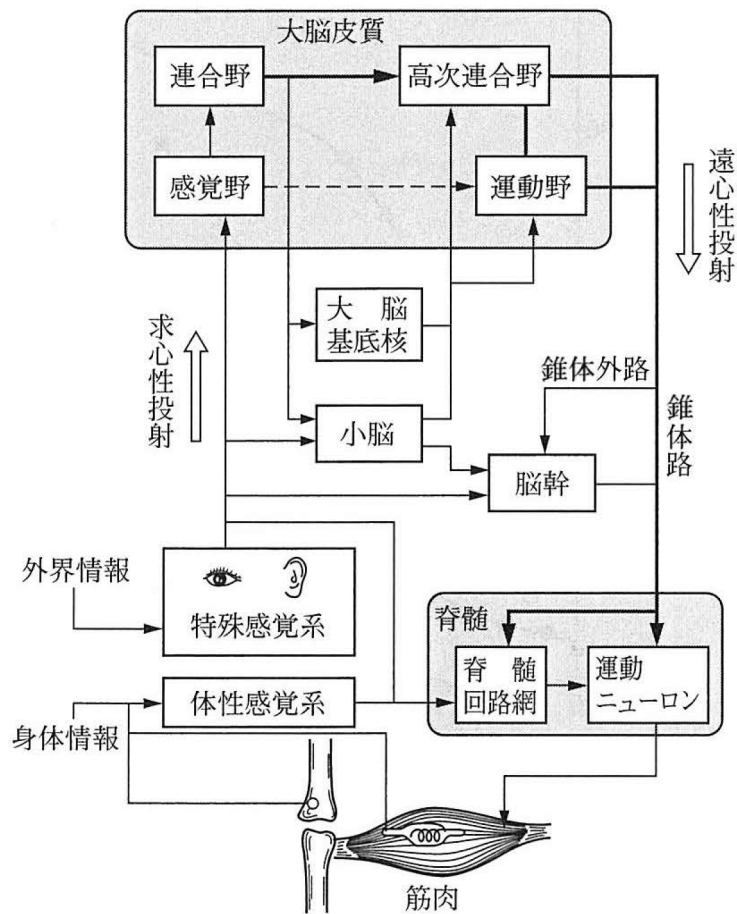 大脳皮質
連合野
高次連合野
感覚野
運動野
遠心性投射
大　脳
基底核
求心性投射
小脳
錐体外路
錐体路
脳幹
外界情報
特殊感覚系
脊髄
脊　髄
回路網
運動
ニューロン
体性感覚系
身体情報
筋肉